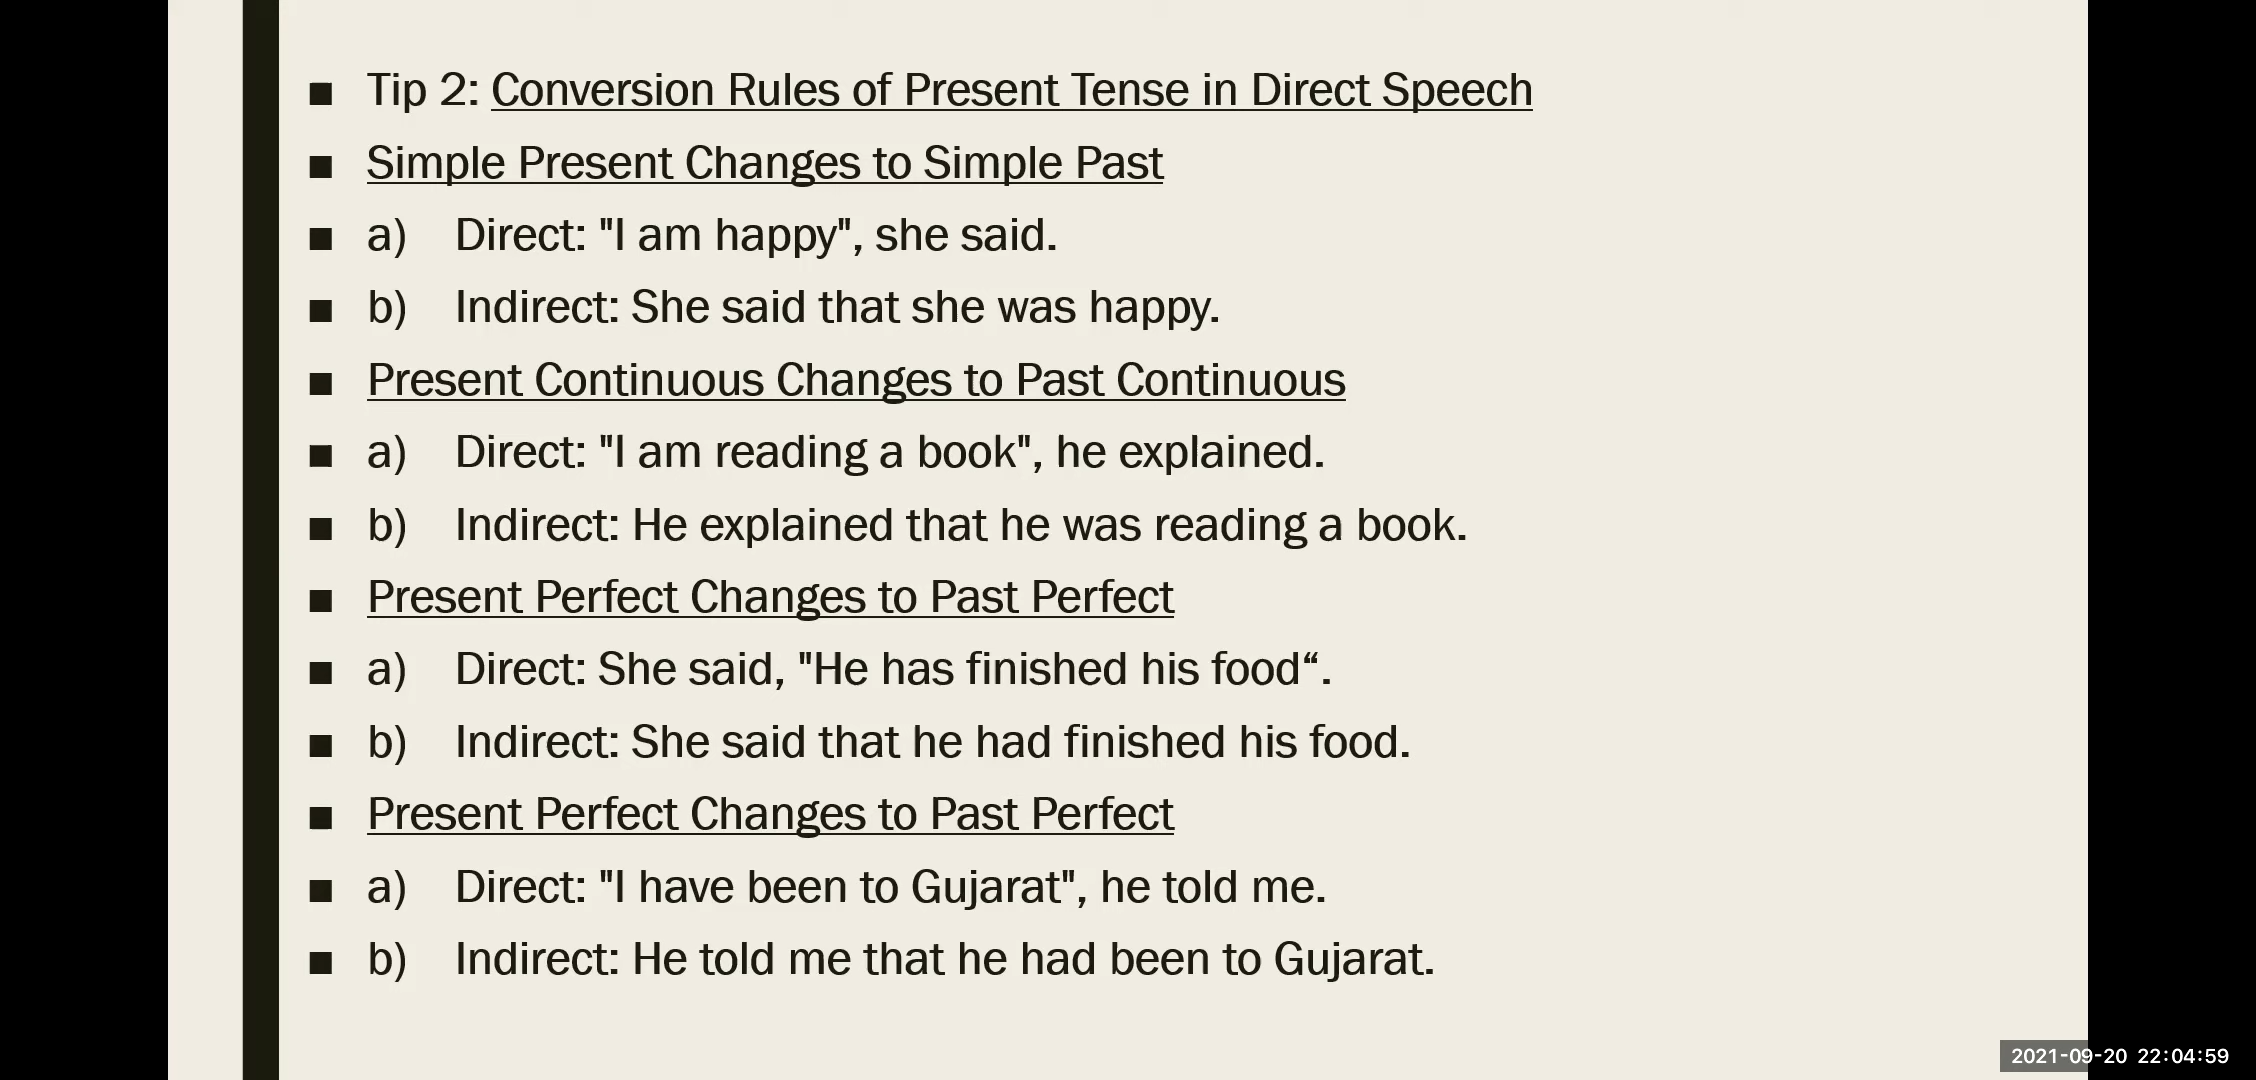 ■ Tip 2: Conversion Rules of Present Tense in Direct Speech
■ Simple Present Changes to Simple Past
■ a) Direct: "I am happy", she said.
■ b) Indirect: She said that she was happy.
■ Present Continuous Changes to Past Continuous
■ a) Direct: "I am reading a book", he explained.
■ b) Indirect: He explained that he was reading a book.
■ Present Perfect Changes to Past Perfect
■ a) Direct: She said, "He has finished his food“.
■ b) Indirect: She said that he had finished his food.
■ Present Perfect Changes to Past Perfect
■ a) Direct: "I have been to Gujarat", he told me.
■ b) Indirect: He told me that he had been to Gujarat.
2021-09-20 22:04:59